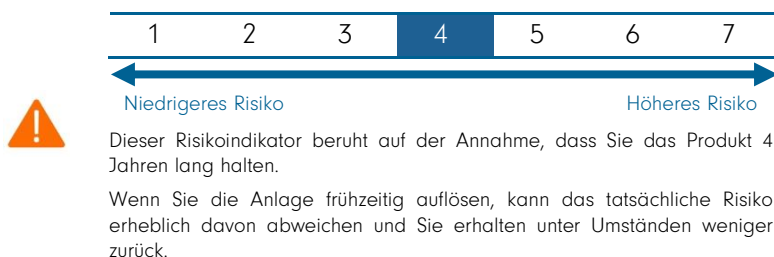 1 2 3 4 5 6 7
Niedrigeres Risiko Höheres Risiko
Dieser Risikoindikator beruht auf der Annahme, dass Sie das Produkt 4
Jahren lang halten.
Wenn Sie die Anlage frühzeitig auflösen, kann das tatsächliche Risiko
erheblich davon abweichen und Sie erhalten unter Umständen weniger
zurück.